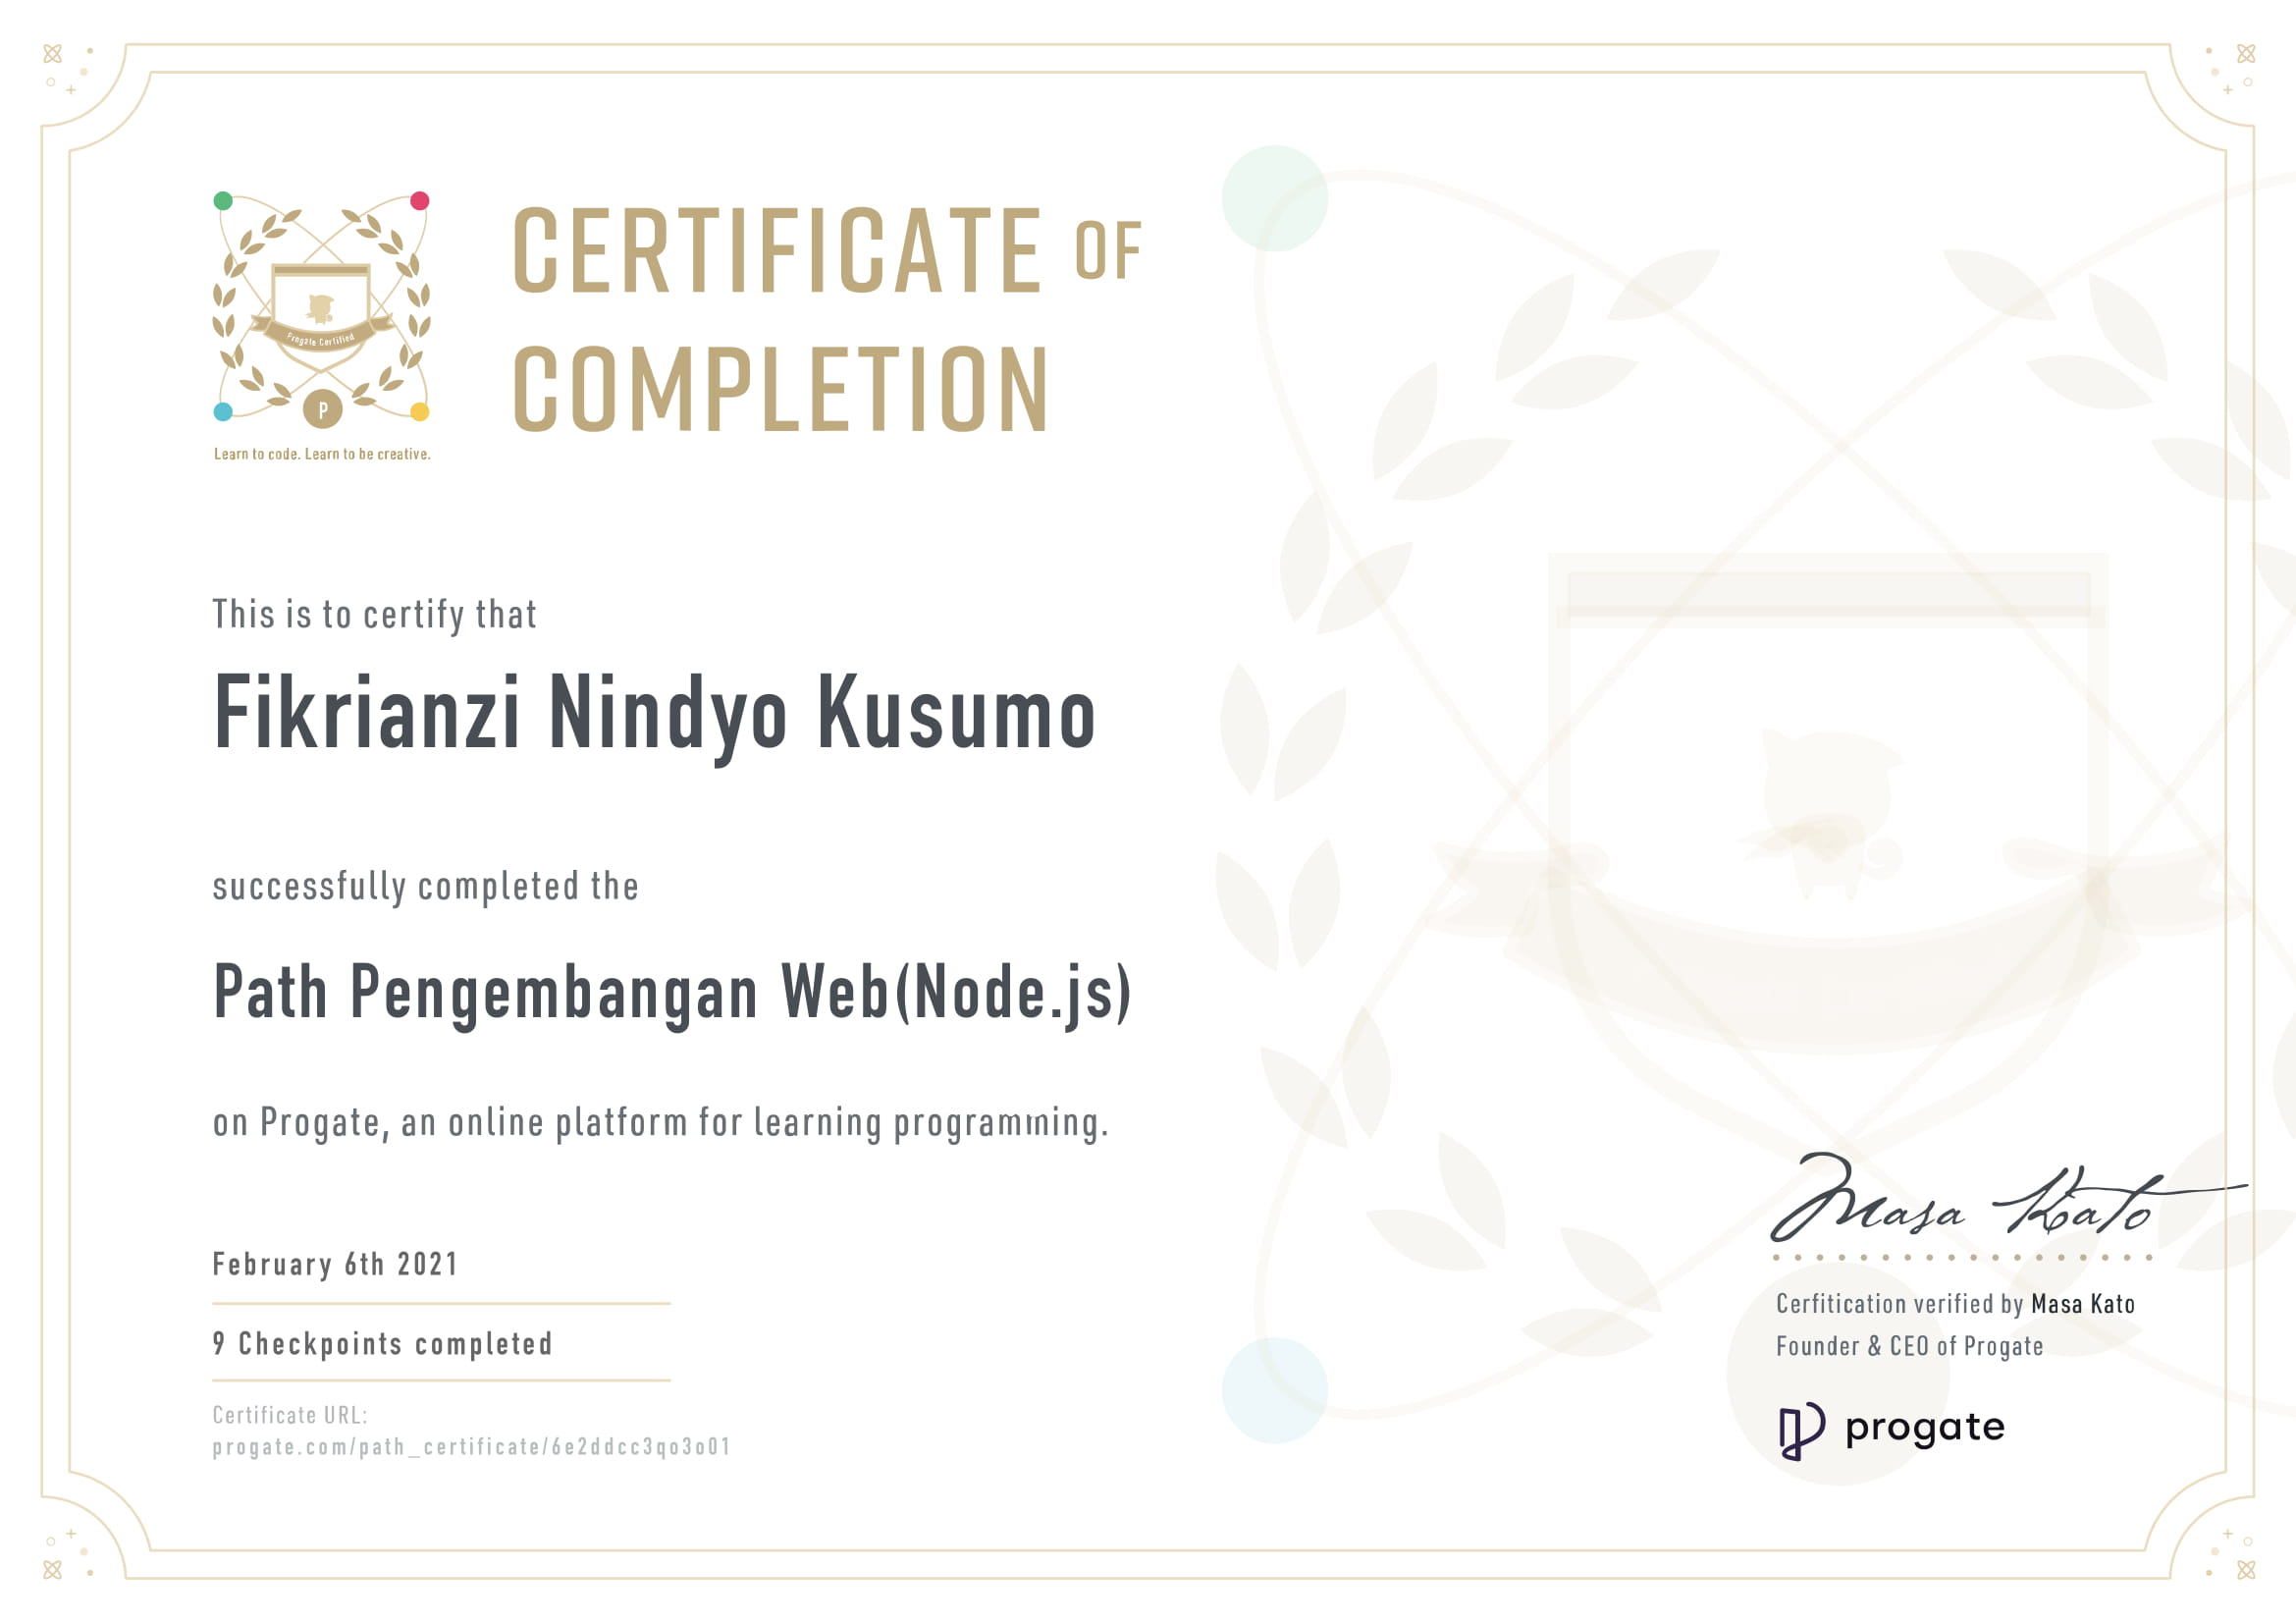 CERTIFICATE OF
COMPLETION
Progate Certified
P
Learn to code. Learn to be creative.
This is to certify that
Fikrianzi Nindyo Kusumo
successfully completed the
Path Pengembangan Web(Node.js)
on Progate, an online platform for learning programming.
February 6th 2021
9 Checkpoints completed
Certificate URL:
progate.com/path_certificate/6e2ddcc3qo3o01
Masa Kato
Cerfitication verified by Masa Kato
Founder & CEO of Progate
progate